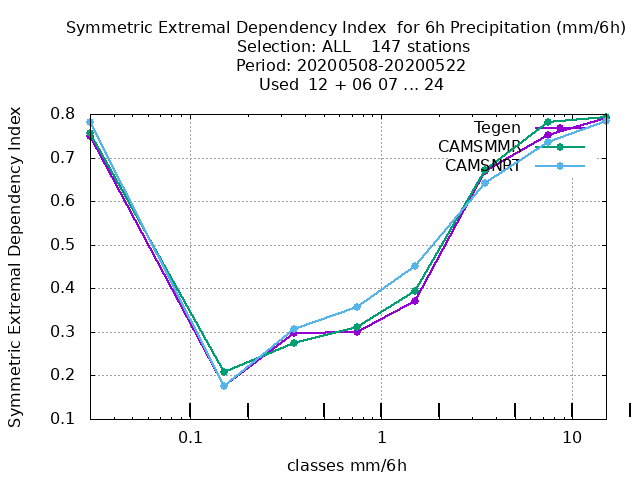 Symmetric Extremal Dependency Index  for 6h Precipitation (mm/6h)
Selection: ALL    147 stations
Period: 20200508-20200522
Used  12 + 06 07 ... 24
Symmetric Extremal Dependency Index
0.8
0.7
0.6
0.5
0.4
0.3
0.2
0.1
Tegen
CAMSMMR
CAMSNRT
0.1
1
10
classes mm/6h